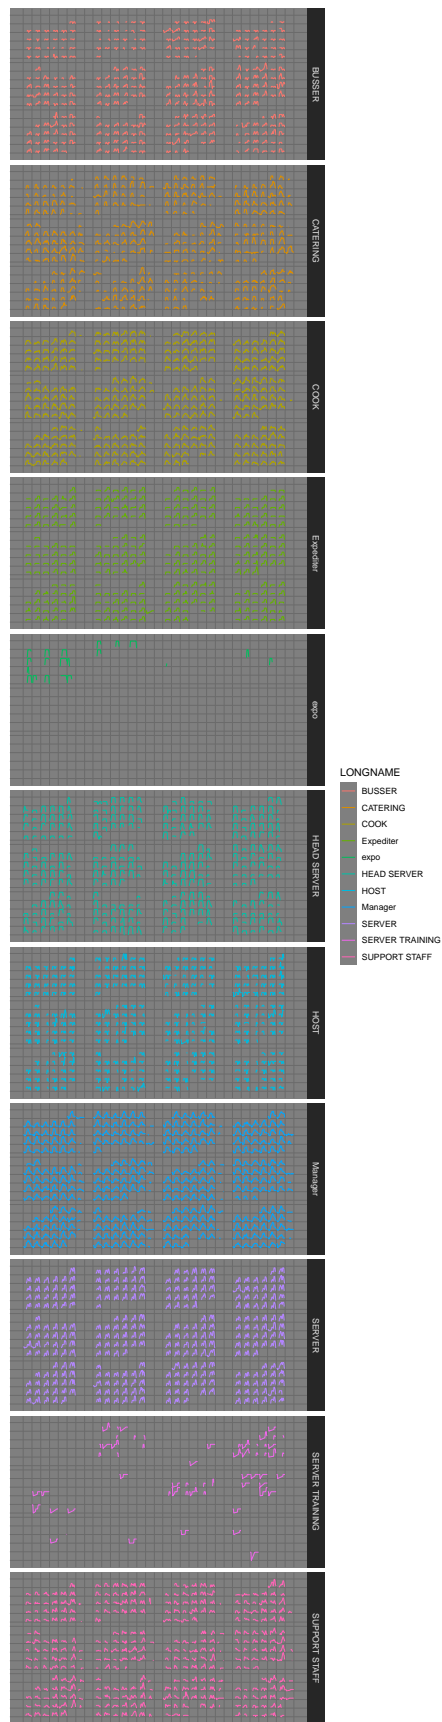 BUSSER
CATERING
COOK
Expediter
expo
HEAD SERVER
HOST
Manager
SERVER
SERVER TRAINING
SUPPORT STAFF
LONGNAME
BUSSER
CATERING
COOK
Expediter
expo
HEAD SERVER
HOST
Manager
SERVER
SERVER TRAINING
SUPPORT STAFF